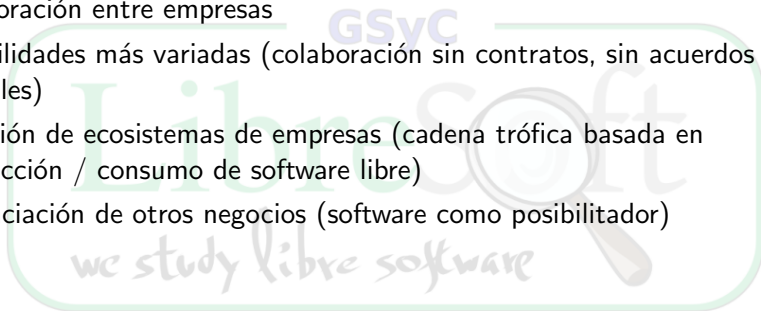 oración entre empresas
GSyC
ilidades más variadas (colaboración sin contratos, sin acuerdos
les)
LibreSoft
ión de ecosistemas de empresas (cadena trófica basada en
cción / consumo de software libre)
ciación de otros negocios (software como posibilitador)
we study libre software